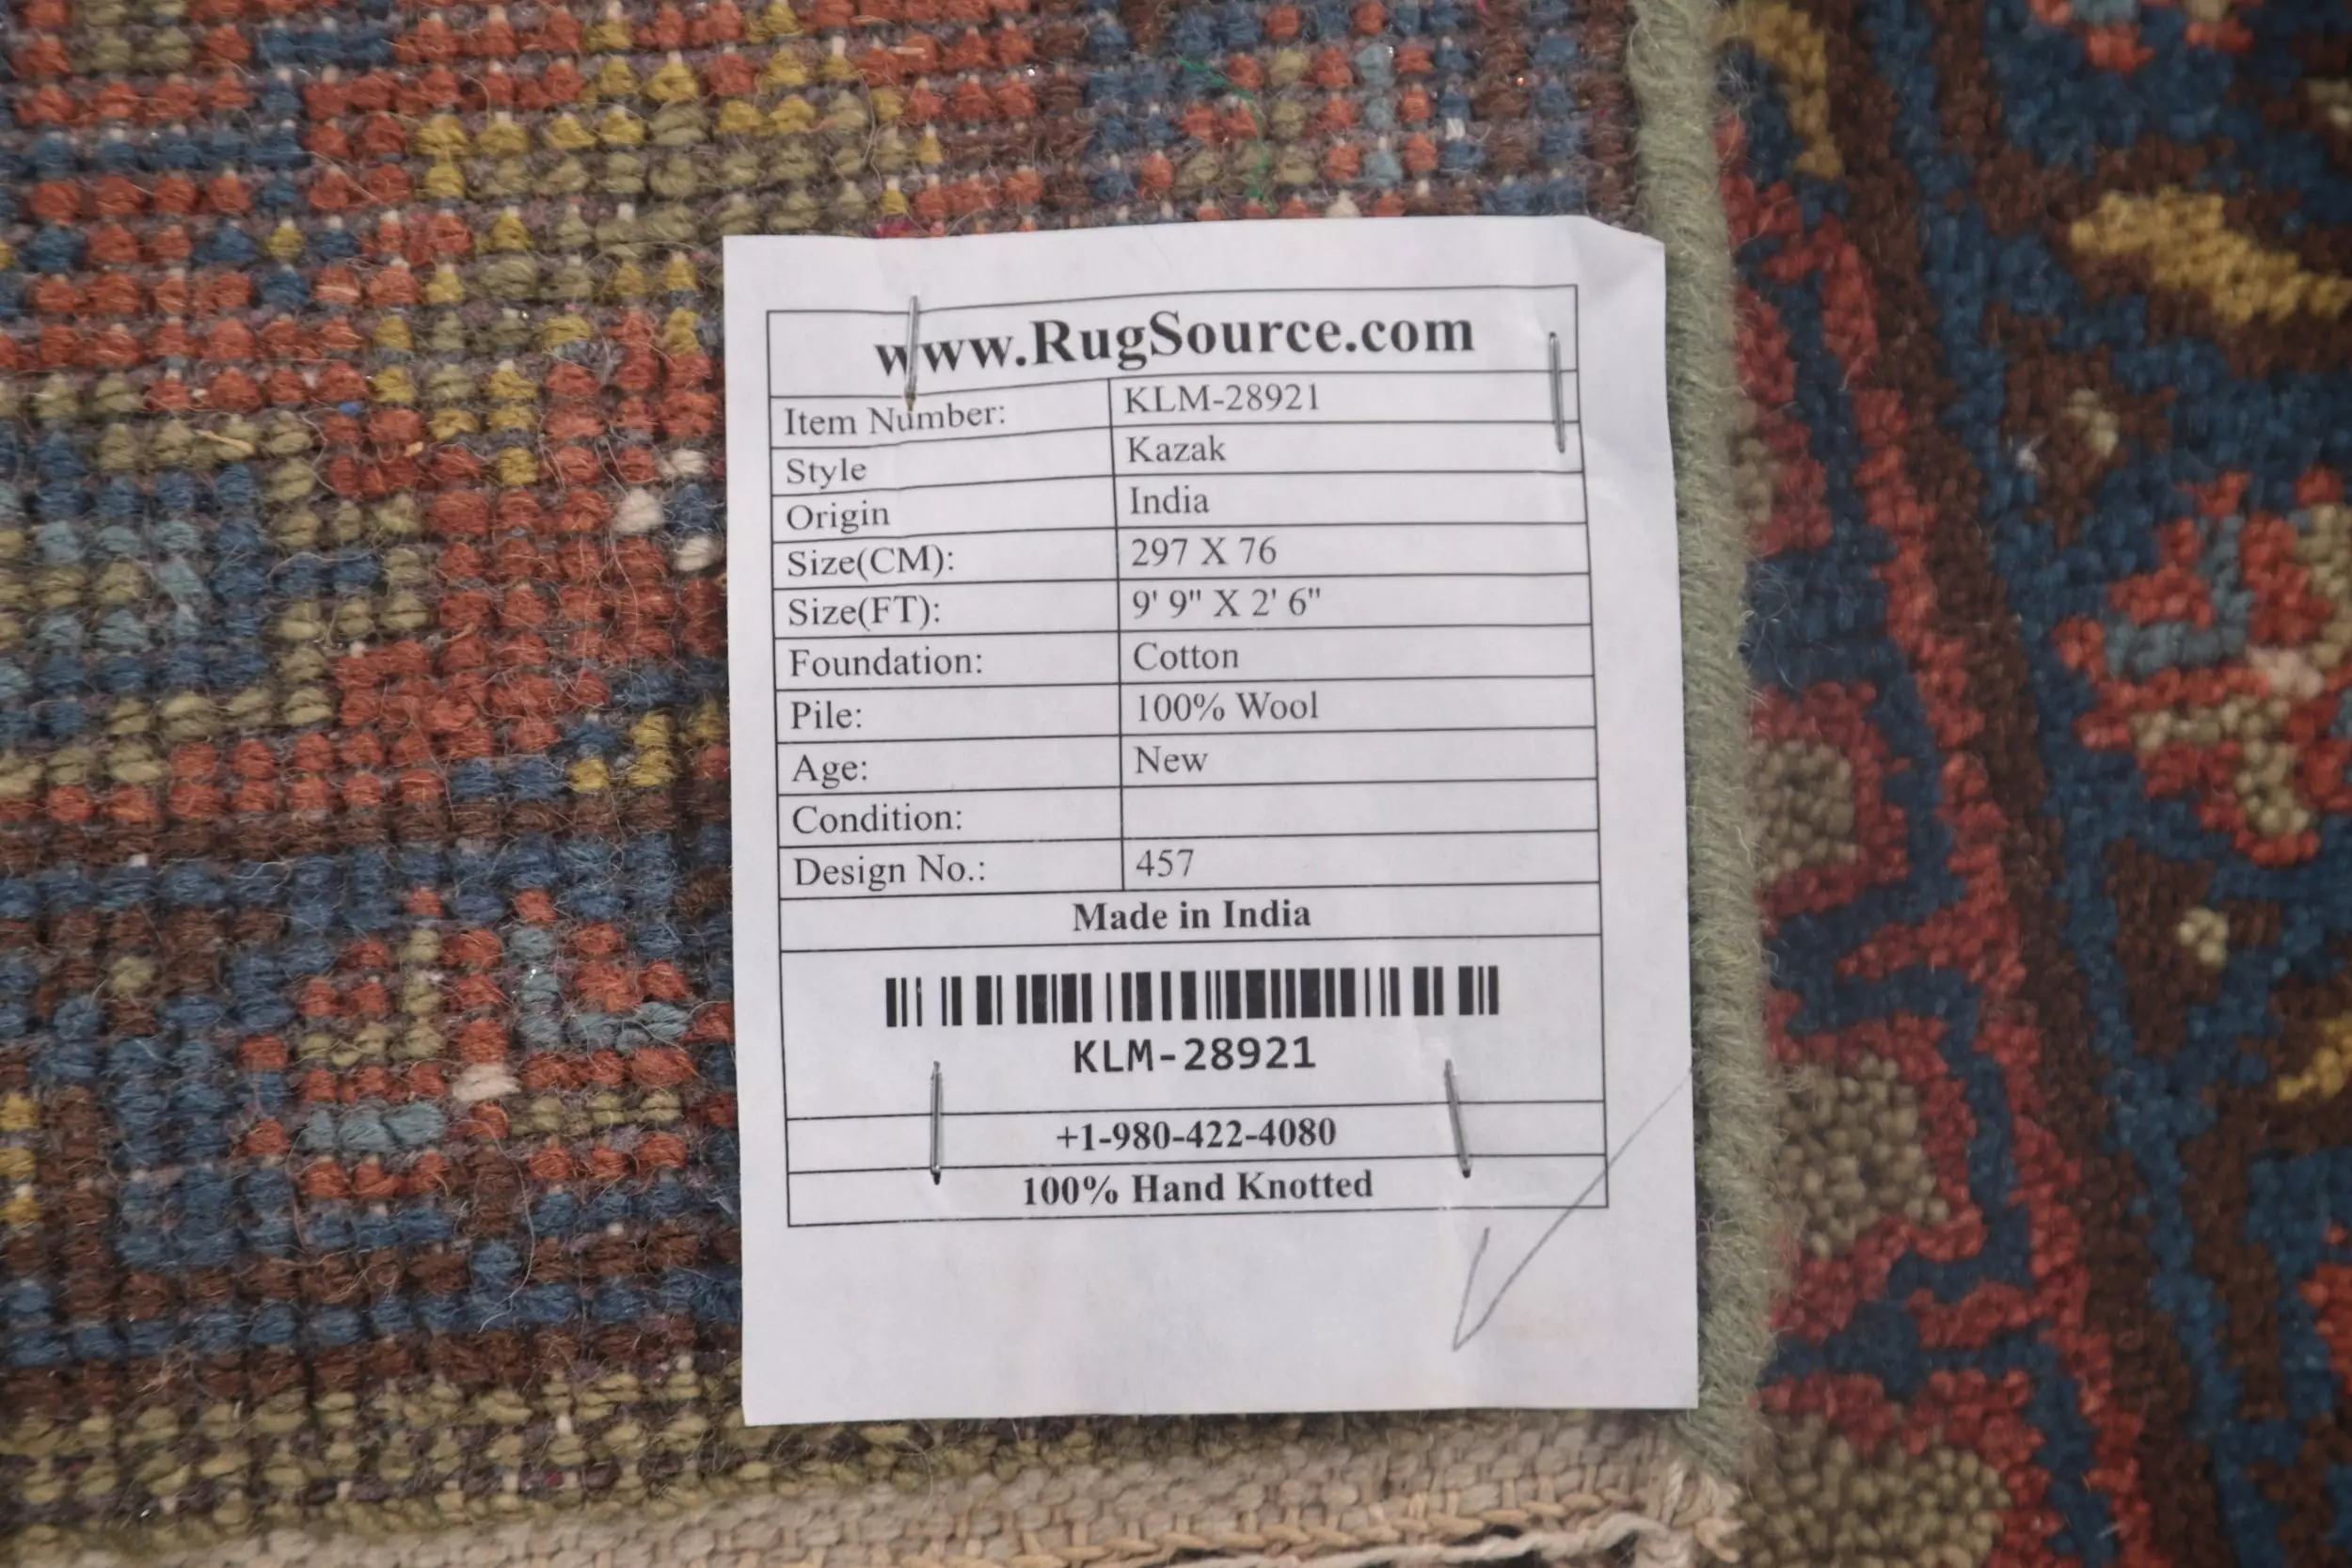 www.RugSource.com
Item Number: KLM-28921
Style Kazak
Origin India
Size(CM): 297 X 76
Size(FT): 9' 9" X 2' 6"
Foundation: Cotton
Pile: 100% Wool
Age: New
Condition:
Design No.: 457
Made in India
KLM-28921
+1-980-422-4080
100% Hand Knotted